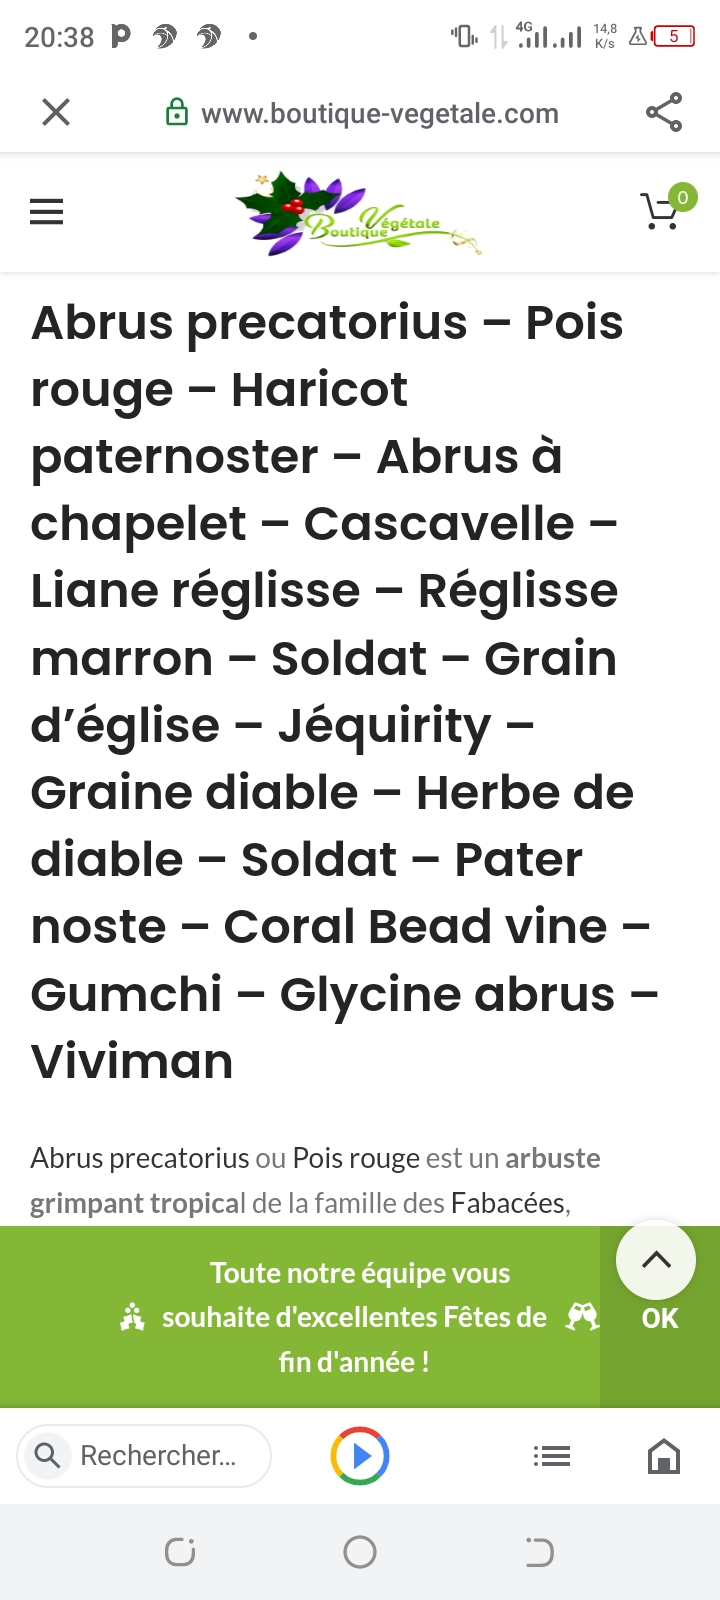 20:38
4G
14,8
K/s
5
www.boutique-vegetale.com
Boutique Végétale
0
Abrus precatorius – Pois
rouge – Haricot
paternoster – Abrus à
chapelet – Cascavelle –
Liane réglisse – Réglisse
marron – Soldat – Grain
d’église – Jéquirity –
Graine diable – Herbe de
diable – Soldat – Pater
noste – Coral Bead vine –
Gumchi – Glycine abrus –
Viviman
Abrus precatorius ou Pois rouge est un arbuste
grimpant tropical de la famille des Fabacées,
Toute notre équipe vous
souhaite d'excellentes Fêtes de
fin d'année !
OK
Rechercher...